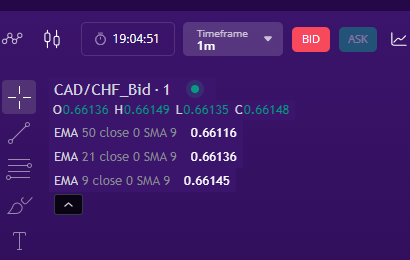 19:04:51
Timeframe
1m
BID
ASK
CAD/CHF_Bid · 1
O0.66136 H0.66149 L0.66135 C0.66148
EMA 50 close 0 SMA 9 0.66116
EMA 21 close 0 SMA 9 0.66136
EMA 9 close 0 SMA 9 0.66145